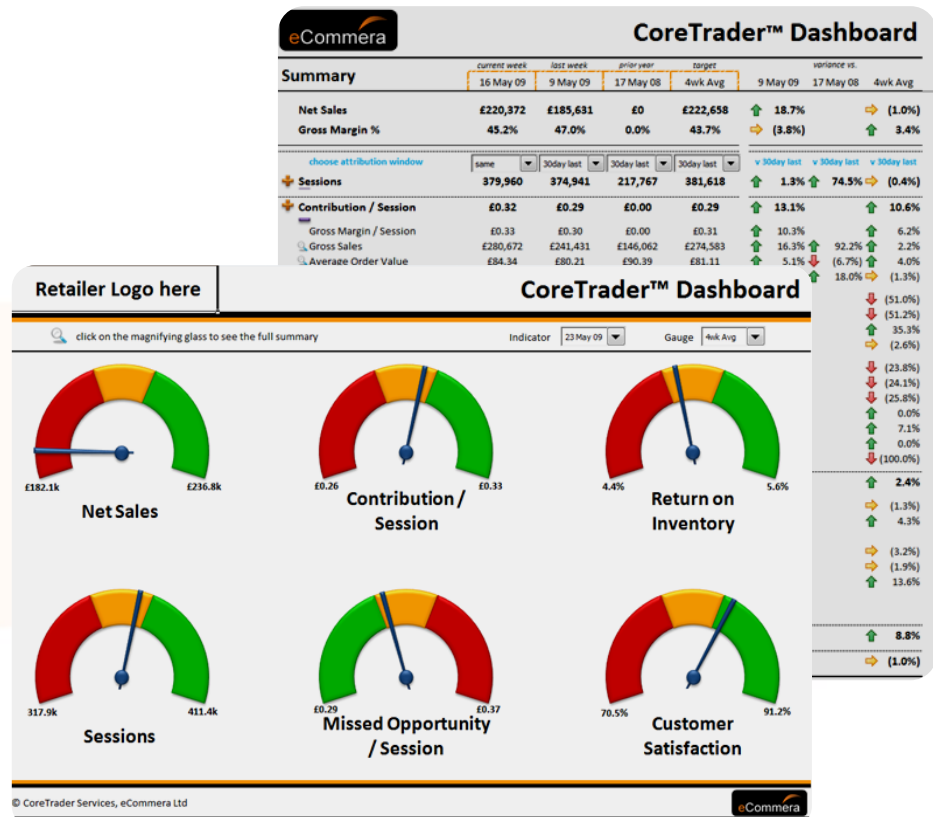 eCommera
CoreTrader™ Dashboard
current week last week prior year target variance vs.
Summary 16 May 09 9 May 09 17 May 08 4wk Avg 9 May 09 17 May 08 4wk Avg
Net Sales £220,372 £185,631 £0 £222,658 18.7% (1.0%)
Gross Margin % 45.2% 47.0% 0.0% 43.7% (3.8%) 3.4%
choose attribution window same 30day last 30day last 30day last v 30day last v 30day last v 30day last
Sessions 379,960 374,941 217,767 381,618 1.3% 74.5% (0.4%)
Contribution / Session £0.32 £0.29 £0.00 £0.29 13.1% 10.6%
Gross Margin / Session £0.33 £0.30 £0.00 £0.31 10.3% 6.2%
Gross Sales £280,672 £241,431 £146,062 £274,583 16.3% 92.2% 2.2%
Average Order Value £84.34 £80.21 £90.39 £81.11 5.1% (6.7%) 4.0%
18.0% (1.3%)
(51.0%)
(51.2%)
35.3%
(2.6%)
(23.8%)
(24.1%)
(25.8%)
0.0%
7.1%
0.0%
(100.0%)
2.4%
(1.3%)
4.3%
(3.2%)
(1.9%)
13.6%
8.8%
(1.0%)
Retailer Logo here
CoreTrader™ Dashboard
click on the magnifying glass to see the full summary Indicator 23 May 09 Gauge 4wk Avg
£182.1k £236.8k
Net Sales
£0.26 £0.33
Contribution /
Session
4.4% 5.6%
Return on
Inventory
317.9k 411.4k
Sessions
£0.29 £0.37
Missed Opportunity
/ Session
70.5% 91.2%
Customer
Satisfaction
© CoreTrader Services, eCommera Ltd
eCommera